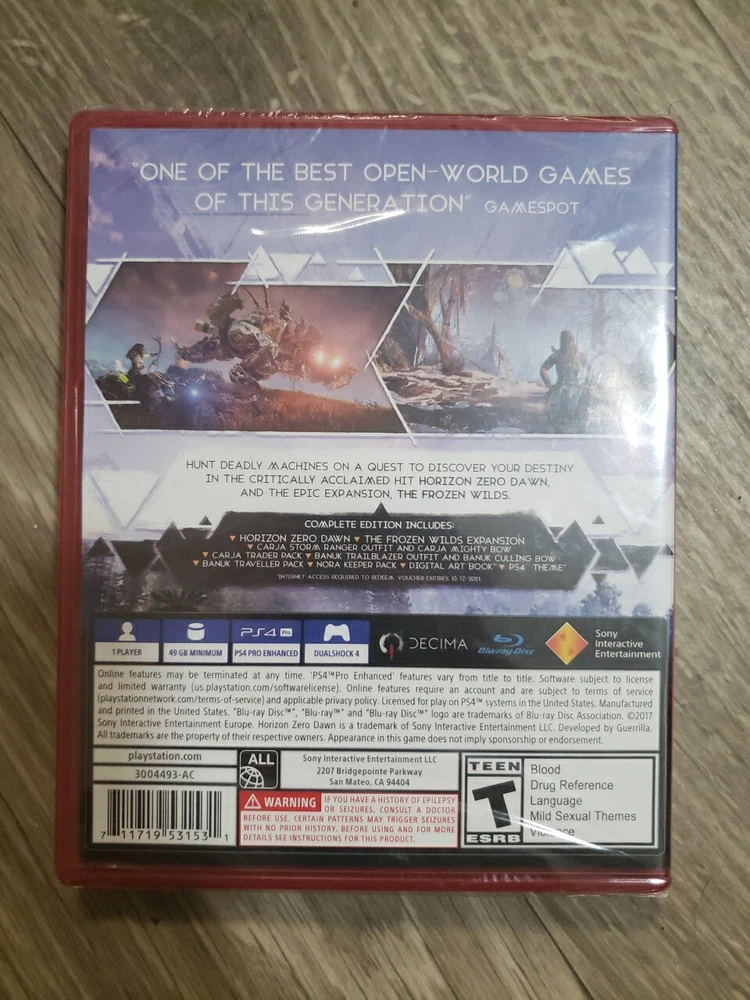 "ONE OF THE BEST OPEN-WORLD GAMES
OF THIS GENERATION" GAMESPOT
HUNT DEADLY MACHINES ON A QUEST TO DISCOVER YOUR DESTINY
IN THE CRITICALLY ACCLAIMED HIT HORIZON ZERO DAWN,
AND THE EPIC EXPANSION, THE FROZEN WILDS.
COMPLETE EDITION INCLUDES:
▼ HORIZON ZERO DAWN ▼ THE FROZEN WILDS EXPANSION
▼ CARJA STORM RANGER OUTFIT AND CARJA MIGHTY BOW
▼ CARJA TRADER PACK ▼ BANUK TRAILBLAZER OUTFIT AND BANUK CULLING BOW
▼ BANUK TRAVELLER PACK ▼ NORA KEEPER PACK ▼ DIGITAL ART BOOK* ▼ PS4™ THEME*
*INTERNET ACCESS REQUIRED TO REDEEM. VOUCHER EXPIRES
1 PLAYER
49 GB MINIMUM
PS4 Pro
PS4 PRO ENHANCED
DUALSHOCK 4
DECIMA
Blu-ray Disc
Sony
Interactive
Entertainment
Online features may be terminated at any time. 'PS4™Pro Enhanced' features vary from title to title. Software subject to license
and limited warranty (us.playstation.com/softwarelicense). Online features require an account and are subject to terms of service
(playstationnetwork.com/terms-of-service) and applicable privacy policy. Licensed for play on PS4™ systems in the United States. Manufactured
and printed in the United States. "Blu-ray Disc™", "Blu-ray™" and "Blu-ray Disc™" logo are trademarks of Blu-ray Disc Association. ©2017
Sony Interactive Entertainment Europe. Horizon Zero Dawn is a trademark of Sony Interactive Entertainment LLC. Developed by Guerrilla.
All trademarks are the property of their respective owners. Appearance in this game does not imply sponsorship or endorsement.
playstation.com
3004493-AC
7 11719 53153 1
ALL
Sony Interactive Entertainment LLC
2207 Bridgepointe Parkway
San Mateo, CA 94404
WARNING
IF YOU HAVE A HISTORY OF EPILEPSY
OR SEIZURES, CONSULT A DOCTOR
BEFORE USE. CERTAIN PATTERNS MAY TRIGGER SEIZURES
WITH NO PRIOR HISTORY. BEFORE USING AND FOR MORE
DETAILS SEE INSTRUCTIONS FOR THIS PRODUCT.
TEEN
T
ESRB
Blood
Drug Reference
Language
Mild Sexual Themes
Violence